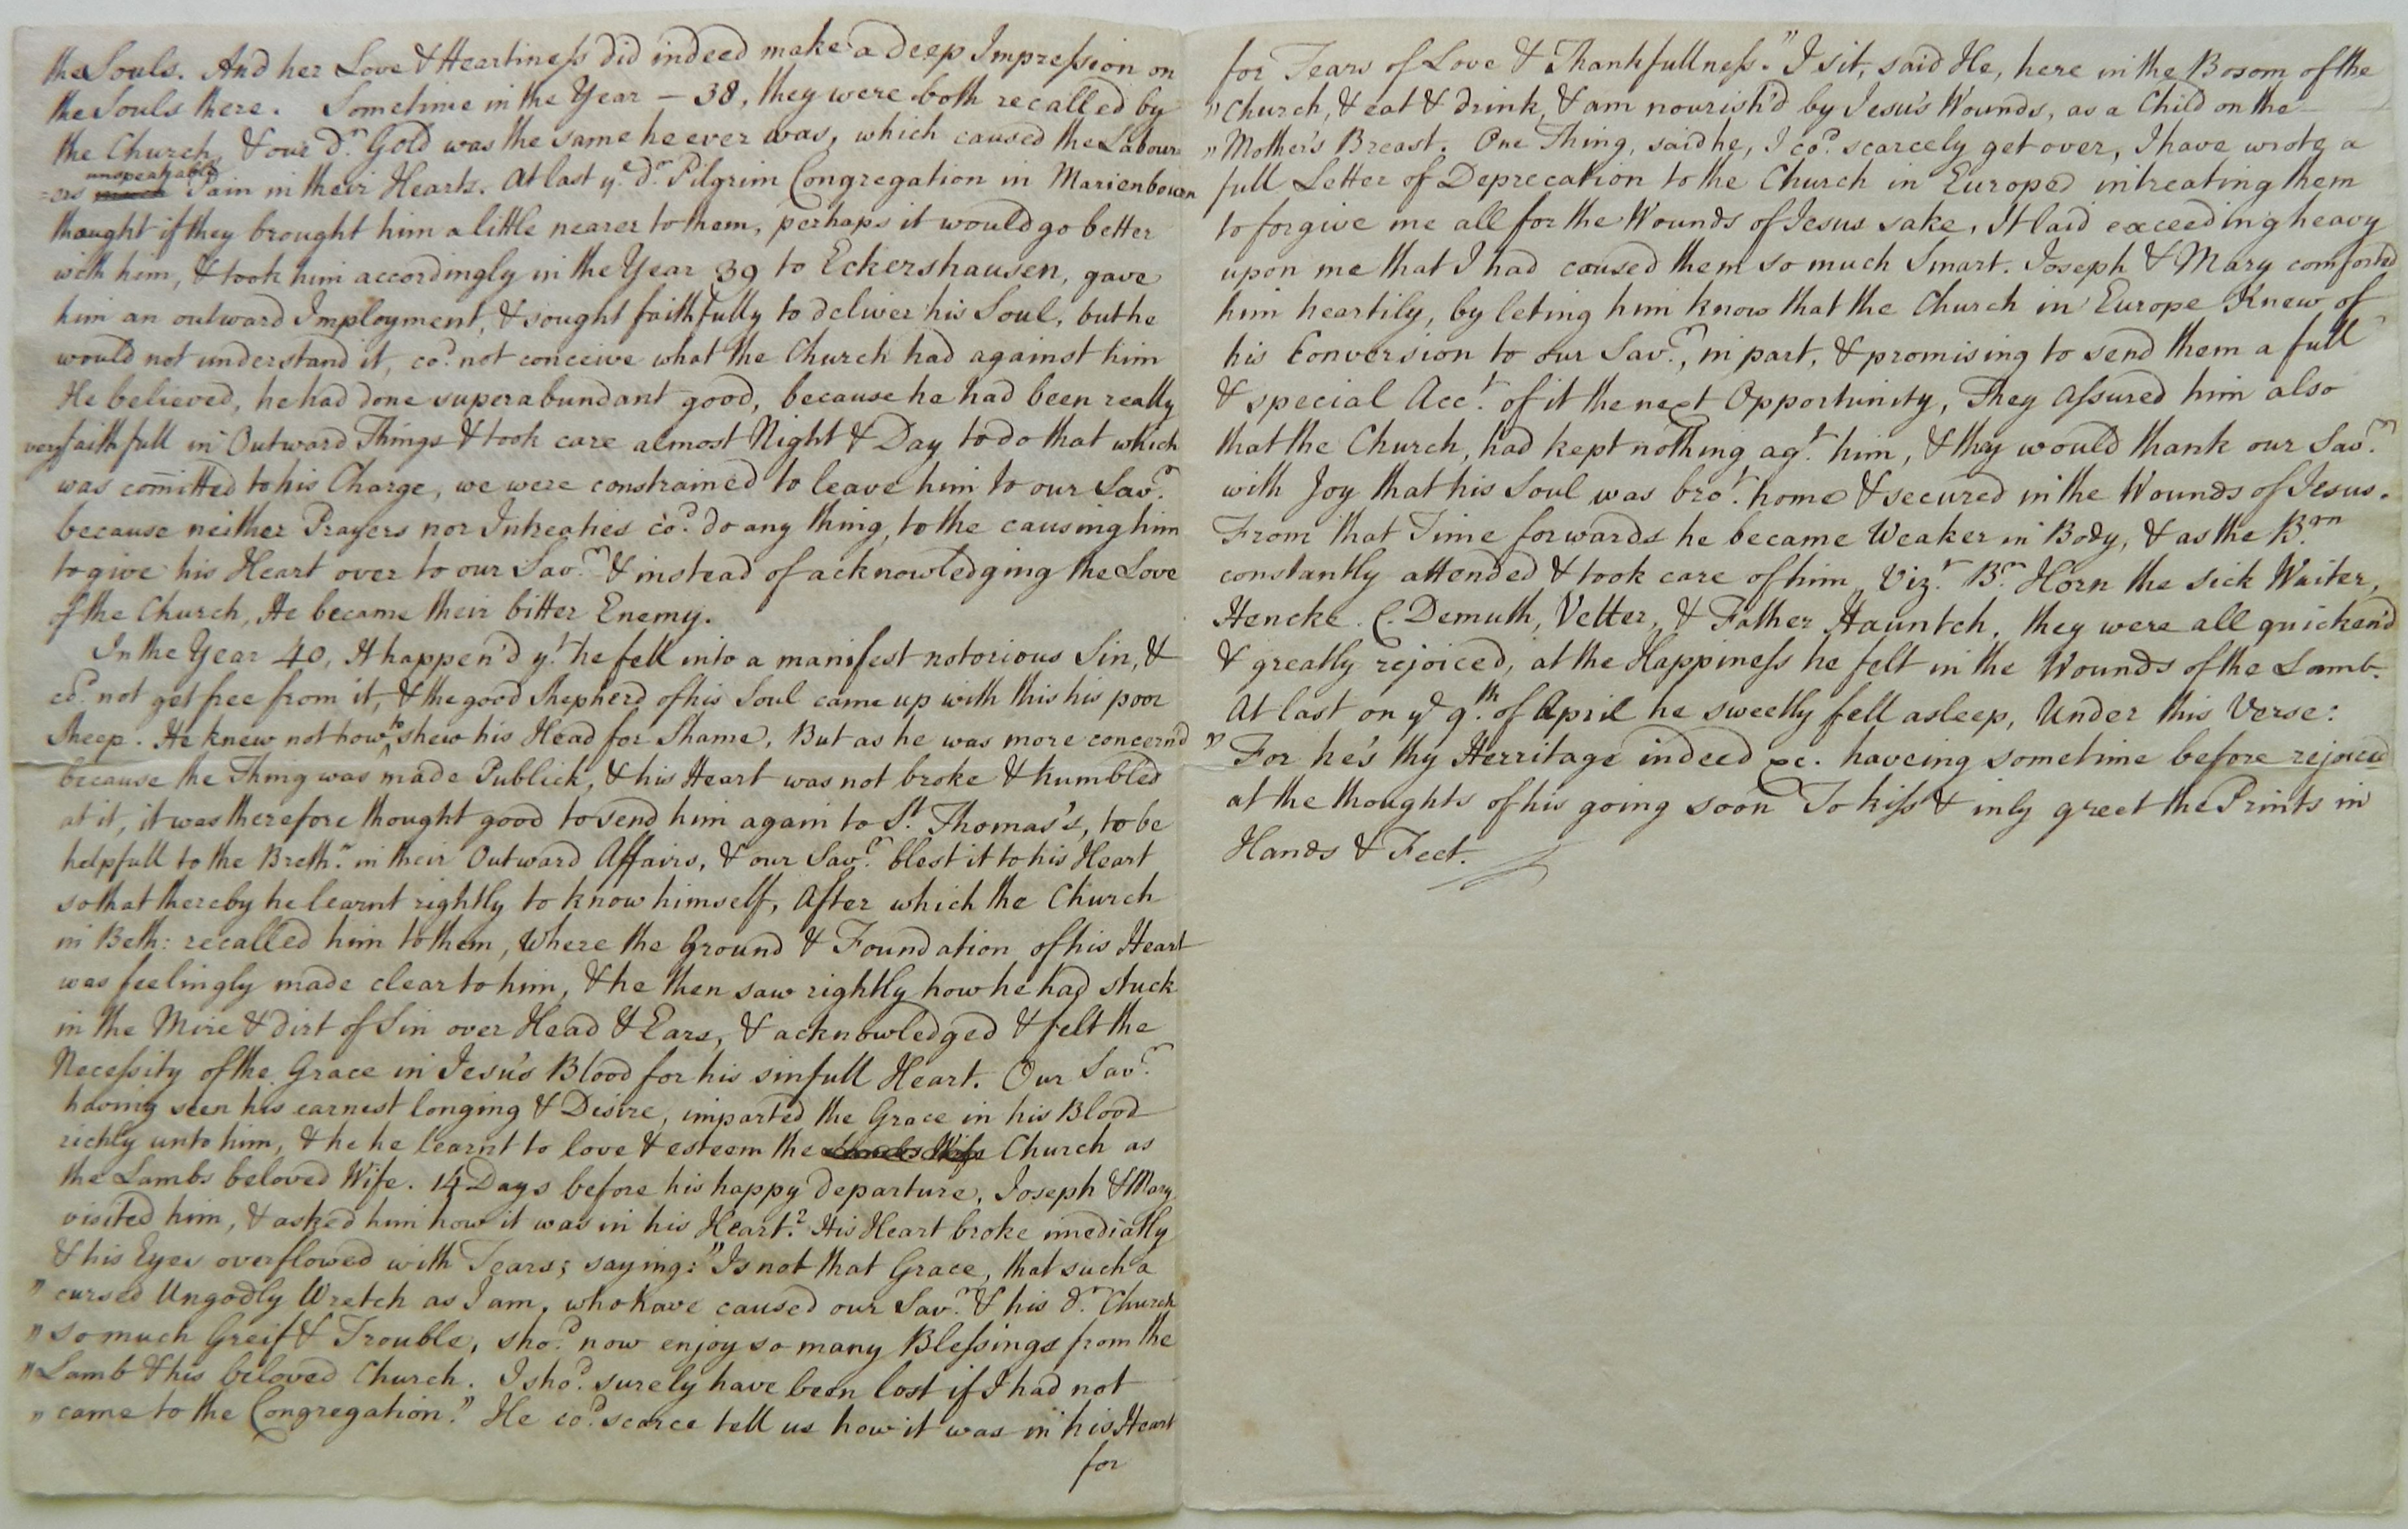 the Souls. And her Love & Heartiness did indeed make a deep Impression on
the Souls there. Sometime in the Year — 38, they were both recalled by
the Church, & our dr. Gold was the same he ever was, which caused the Labour=
unspeakable
=ers much Pain in their Hearts. At last ye. dr. Pilgrim Congregation in Marienbourn
thought if they brought him a little nearer to them, perhaps it would go better
with him, & took him accordingly in the Year 39 to Eckershausen, gave
him an outward Imployment, & sought faithfully to deliver his Soul, but he
would not understand it, cod. not conceive what the Church had against him
He believed, he had done superabundant good, because he had been really
very faithfull in Outward Things & took care almost Night & Day to do that which
was com̄itted to his Charge, we were constrained to leave him to our Savr.
because neither Prayers nor Intreaties cod. do any thing, to the causing him
to give his Heart over to our Savr. & instead of acknowledging the Love
of the Church, He became their bitter Enemy.
In the Year 40, It happen'd yt. he fell into a manifest notorious Sin, &
cod. not get free from it, & the good Shepherd of his Soul came up with this his poor
Sheep. He knew not how to shew his Head for Shame, But as he was more concern'd
because the Thing was made Publick, & his Heart was not broke & humbled
at it, it was therefore thought good to send him again to St. Thomas's, to be
helpfull to the Brethn. in their Outward Affairs, & our Savr. blest it to his Heart
so that thereby he learnt rightly to know himself, After which the Church
in Beth: recalled him to them, where the Ground & Foundation of his Heart
was feelingly made clear to him, & he then saw rightly how he had stuck
in the Mire & Dirt of Sin over Head & Ears, & acknowledged & felt the
Necessity of the Grace in Jesu's Blood for his sinfull Heart. Our Savr.
having seen his earnest longing & Desire, imparted the Grace in his Blood
richly unto him, & he he learnt to love & esteem the Lambs Wife Church as
the Lambs beloved Wife. 14 Days before his happy departure, Joseph & Mary
visited him, & asked him how it was in his Heart? His Heart broke im̄ediatly
& his Eyes overflowed with Tears; saying: "Is not that Grace, that such a
" cursed Ungodly Wretch as I am, who have caused our Savr. & his dr. Church
" so much Greif & Trouble, shod. now enjoy so many Blessings from the
" Lamb & his beloved Church. I shod. surely have been lost if I had not
" came to the Congregation." He cod. scarce tell us how it was in his Heart
for
for Tears of Love & Thankfullness. "I sit, said He, here in the Bosom of the
" Church, & eat & drink, & am nourish'd by Jesu's Wounds, as a Child on the
" Mother's Breast. One Thing, said he, I cod. scarcely get over, I have wrote a
full Letter of Deprecation to the Church in Europe intreating them
to forgive me all for the Wounds of Jesus sake, It laid exceeding heavy
upon me that I had caused them so much Smart. Joseph & Mary comforted
him heartily, by leting him know that the Church in Europe Knew of
his Conversion to our Savr., in part, & promising to send them a full
& special Acct. of it the next Opportunity, They Assured him also
that the Church, had kept nothing agt. him, & they would thank our Savr.
with Joy that his Soul was brot. home & secured in the Wounds of Jesus.
From that Time forwards he became Weaker in Body, & as the Brn.
constantly attended & took care of him, Vizt. Br. Horn the sick Waiter,
Hencke. C. Demuth, Vetter, & Father Hauntch, they were all quicken'd
& greatly rejoiced, at the Happiness he felt in the Wounds of the Lamb.
At last on ye 9th. of April he sweetly fell asleep, Under this Verse:
" For he's thy Herritage indeed &c. haveing sometime before rejoiced
at the thoughts of his going soon To kiss & inly greet the Prints in
Hands & Feet.